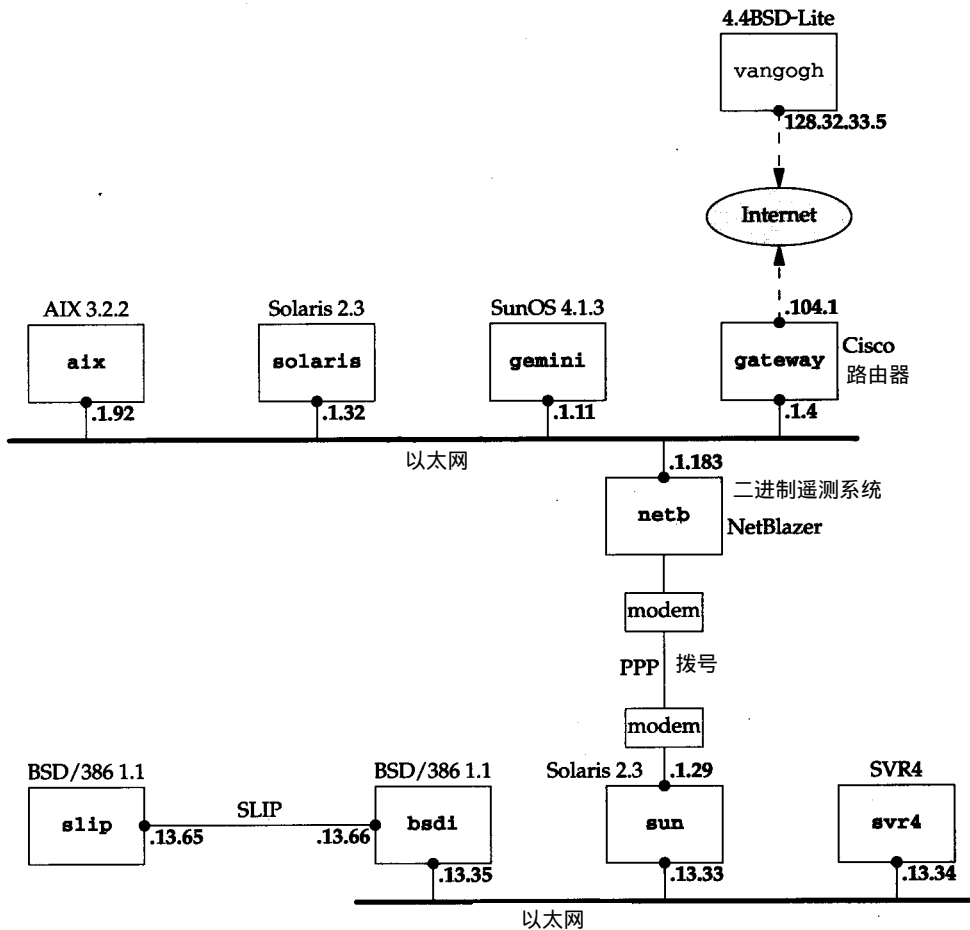 4.4BSD-Lite
vangogh
128.32.33.5
Internet
.104.1
AIX 3.2.2
Solaris 2.3
SunOS 4.1.3
aix
solaris
gemini
gateway
Cisco
路由器
.1.92
.1.32
.1.11
.1.4
以太网
.1.183
二进制遥测系统
netb
NetBlazer
modem
PPP 拨号
modem
.1.29
BSD/386 1.1
BSD/386 1.1
Solaris 2.3
SVR4
slip
SLIP
bsdi
sun
svr4
.13.65
.13.66
.13.35
.13.33
.13.34
以太网